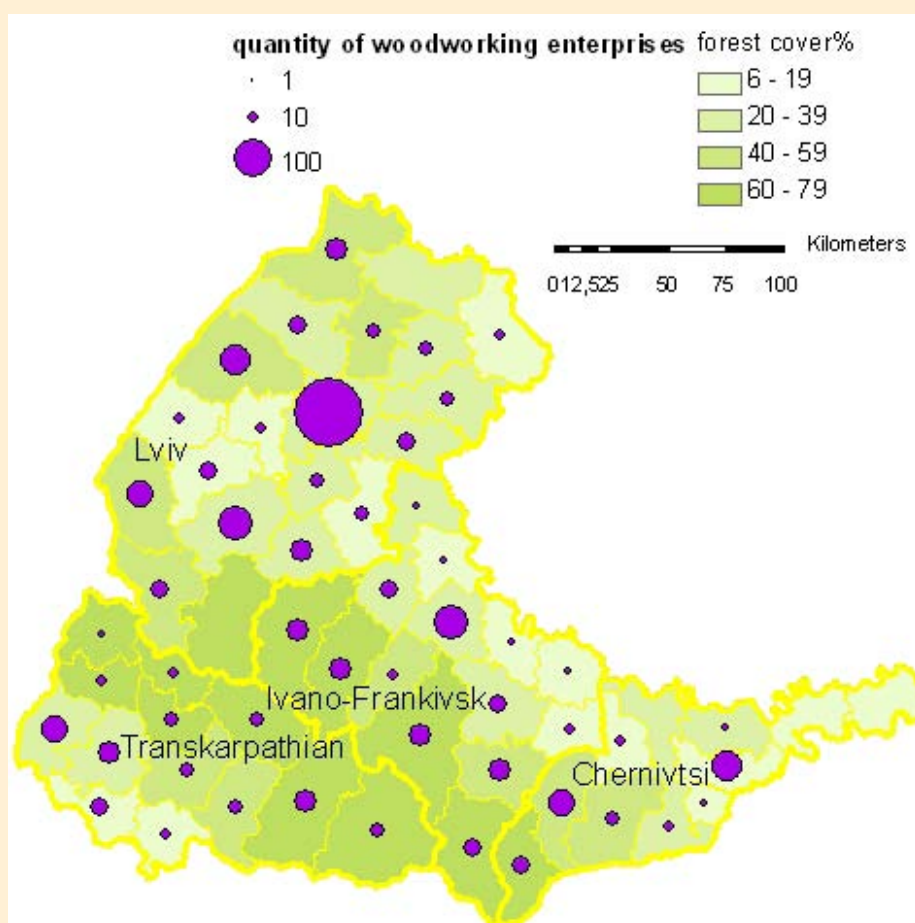 quantity of woodworking enterprises
1
10
100
forest cover%
6 - 19
20 - 39
40 - 59
60 - 79
Kilometers
012,525 50 75 100
Lviv
Ivano-Frankivsk
Transkarpathian
Chernivtsi